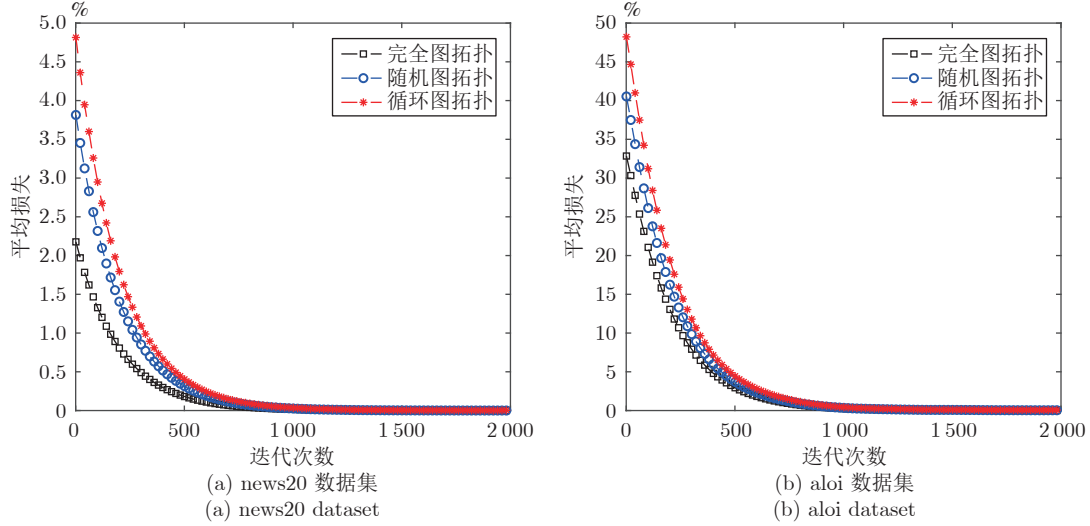 %
5.0
4.5
4.0
3.5
3.0
2.5
2.0
1.5
1.0
0.5
0
平均损失
完全图拓扑
随机图拓扑
循环图拓扑
0 500 1 000 1 500 2 000
迭代次数
(a) news20 数据集
(a) news20 dataset
%
50
45
40
35
30
25
20
15
10
5
0
平均损失
完全图拓扑
随机图拓扑
循环图拓扑
0 500 1 000 1 500 2 000
迭代次数
(b) aloi 数据集
(b) aloi dataset